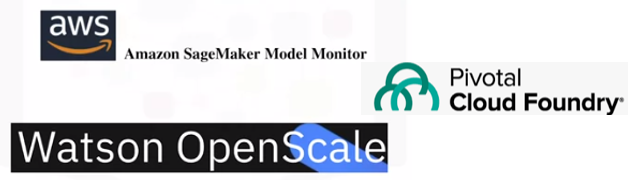 aws
Amazon SageMaker Model Monitor
Pivotal
Cloud Foundry®
Watson OpenScale